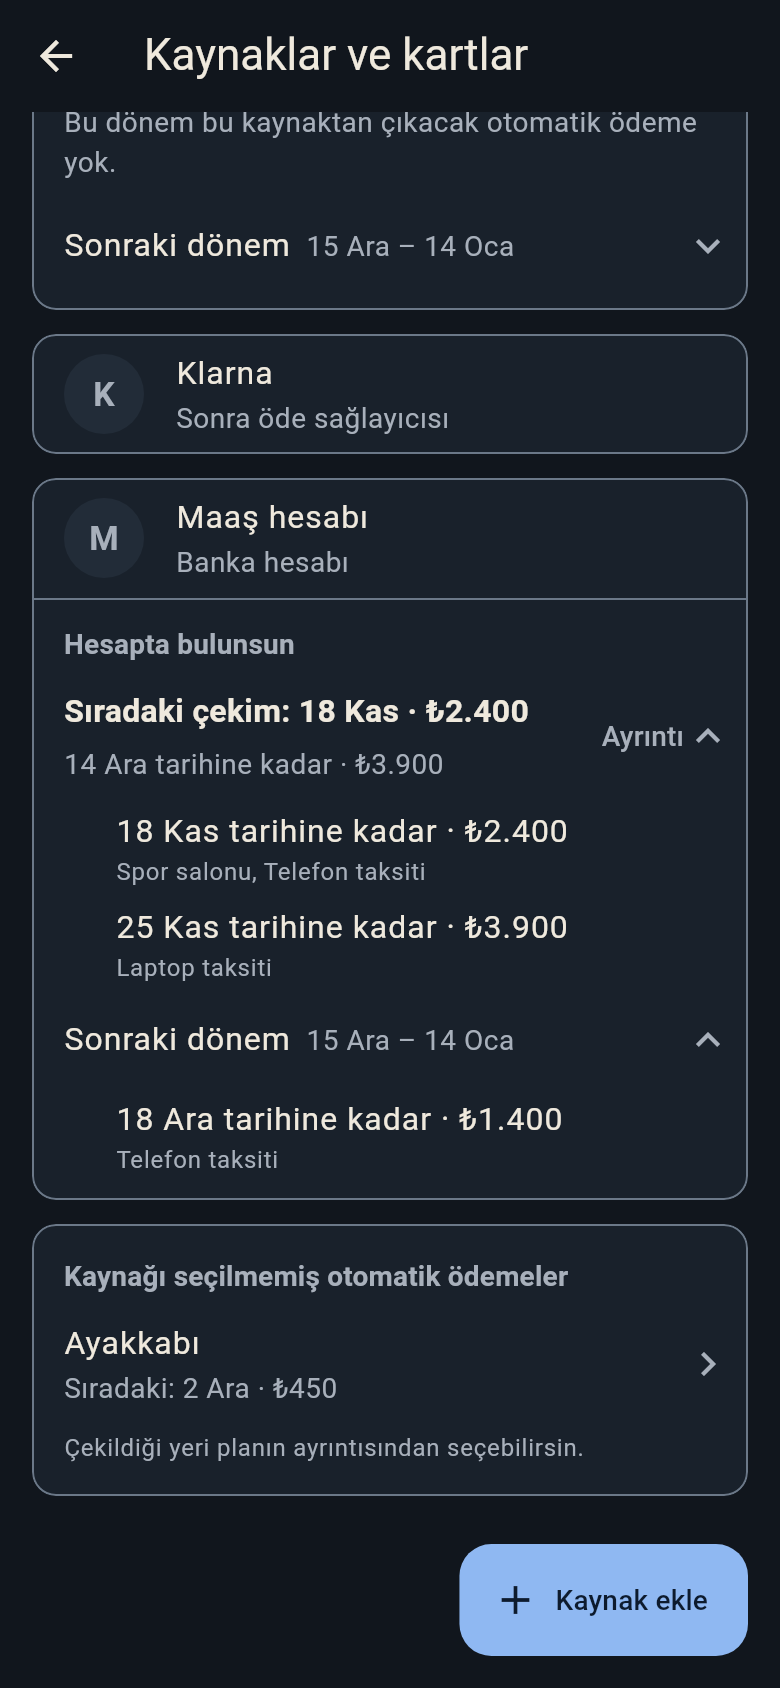 Kaynaklar ve kartlar
Bu dönem bu kaynaktan çıkacak otomatik ödeme
yok.
Sonraki dönem 15 Ara – 14 Oca
K
Klarna
Sonra öde sağlayıcısı
M
Maaş hesabı
Banka hesabı
Hesapta bulunsun
Sıradaki çekim: 18 Kas · ₺2.400
14 Ara tarihine kadar · ₺3.900
Ayrıntı
18 Kas tarihine kadar · ₺2.400
Spor salonu, Telefon taksiti
25 Kas tarihine kadar · ₺3.900
Laptop taksiti
Sonraki dönem 15 Ara – 14 Oca
18 Ara tarihine kadar · ₺1.400
Telefon taksiti
Kaynağı seçilmemiş otomatik ödemeler
Ayakkabı
Sıradaki: 2 Ara · ₺450
Çekildiği yeri planın ayrıntısından seçebilirsin.
Kaynak ekle